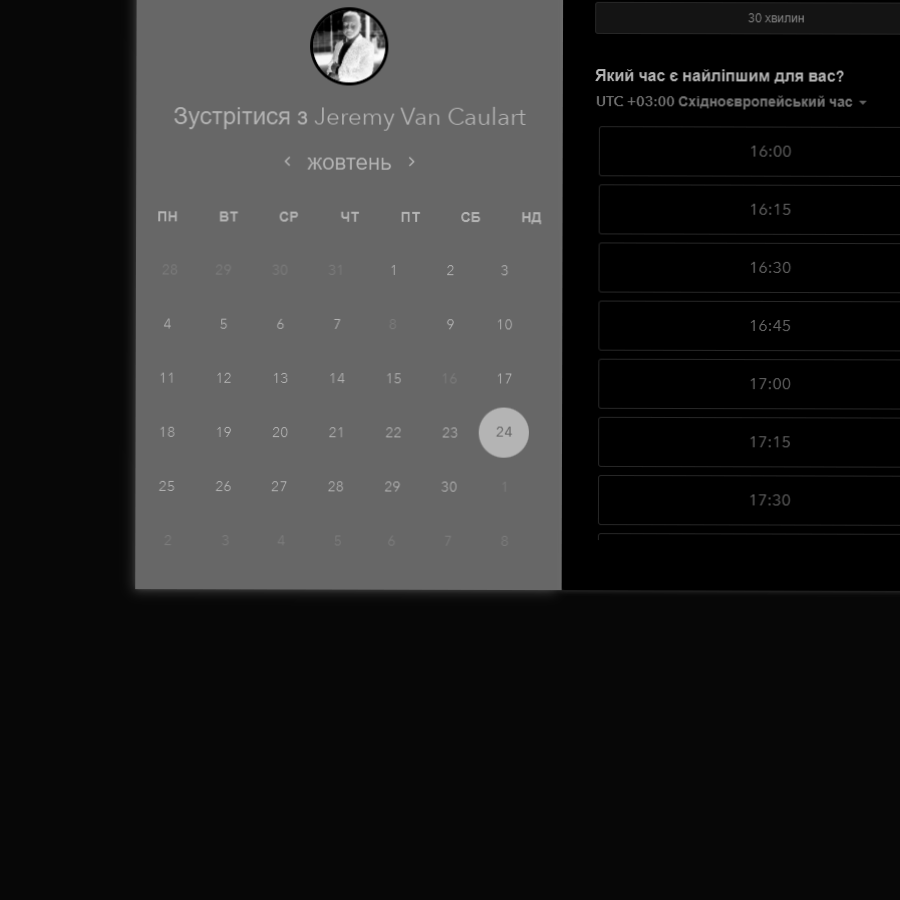 Зустрітися з Jeremy Van Caulart
жовтень
ПН ВТ СР ЧТ ПТ СБ НД
28 29 30 31 1 2 3
4 5 6 7 8 9 10
11 12 13 14 15 16 17
18 19 20 21 22 23 24
25 26 27 28 29 30 1
2 3 4 5 6 7 8
30 хвилин
Який час є найліпшим для вас?
UTC +03:00 Східноєвропейський час
16:00
16:15
16:30
16:45
17:00
17:15
17:30